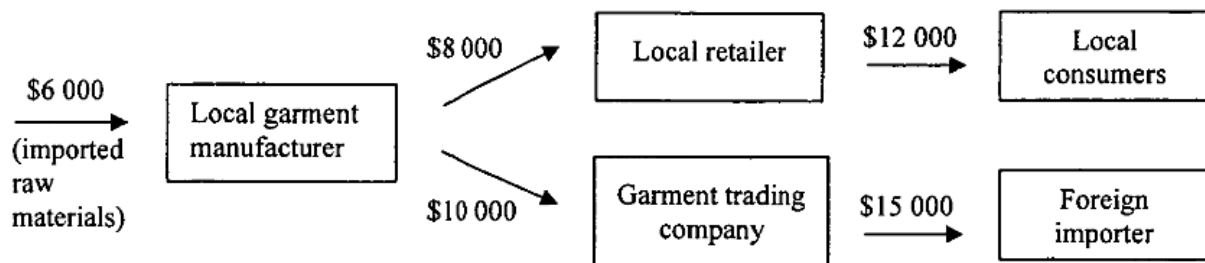 $6 000
(imported
raw
materials)
Local garment
manufacturer
$8 000
$10 000
Local retailer
$12 000
Local
consumers
Garment trading
company
$15 000
Foreign
importer